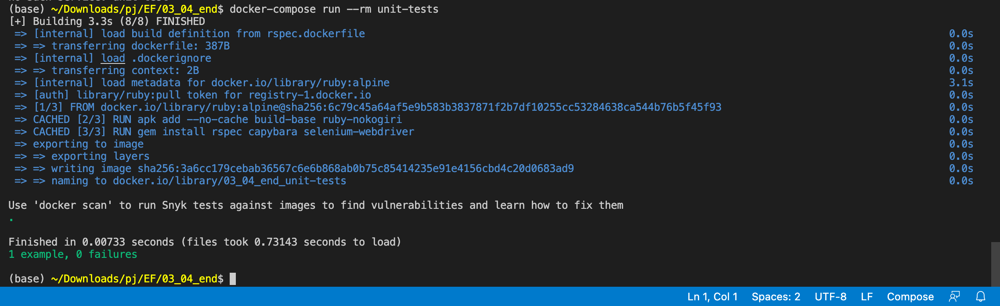 (base) ~/Downloads/pj/EF/03_04_end$ docker-compose run --rm unit-tests
[+] Building 3.3s (8/8) FINISHED
=> [internal] load build definition from rspec.dockerfile 0.0s
=> => transferring dockerfile: 387B 0.0s
=> [internal] load .dockerignore 0.0s
=> => transferring context: 2B 0.0s
=> [internal] load metadata for docker.io/library/ruby:alpine 3.1s
=> [auth] library/ruby:pull token for registry-1.docker.io 0.0s
=> [1/3] FROM docker.io/library/ruby:alpine@sha256:6c79c45a64af5e9b583b3837871f2b7df10255cc53284638ca544b76b5f45f93 0.0s
=> CACHED [2/3] RUN apk add --no-cache build-base ruby-nokogiri 0.0s
=> CACHED [3/3] RUN gem install rspec capybara selenium-webdriver 0.0s
=> exporting to image 0.0s
=> => exporting layers 0.0s
=> => writing image sha256:3a6cc179cebab36567c6e6b868ab0b75c85414235e91e4156cbd4c20d0683ad9 0.0s
=> => naming to docker.io/library/03_04_end_unit-tests 0.0s
Use 'docker scan' to run Snyk tests against images to find vulnerabilities and learn how to fix them
.
Finished in 0.00733 seconds (files took 0.73143 seconds to load)
1 example, 0 failures
(base) ~/Downloads/pj/EF/03_04_end$
Ln 1, Col 1 Spaces: 2 UTF-8 LF Compose